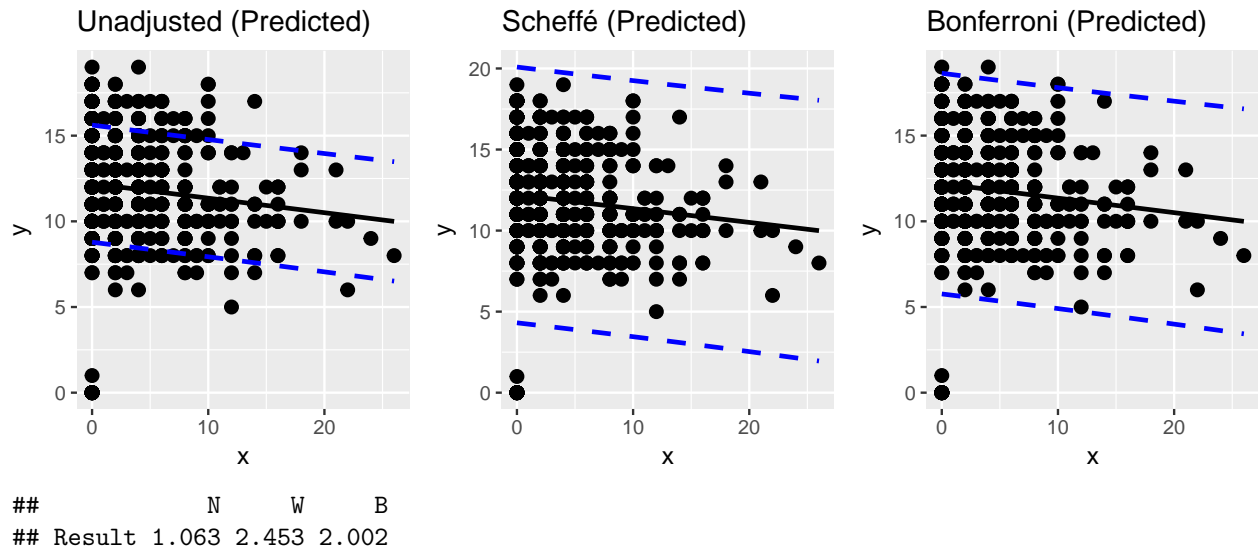 Unadjusted (Predicted)
15
10
5
0
y
0 10 20
x
Scheffé (Predicted)
20
15
10
5
0
y
0 10 20
x
Bonferroni (Predicted)
15
10
5
0
y
0 10 20
x
## N W B
## Result 1.063 2.453 2.002